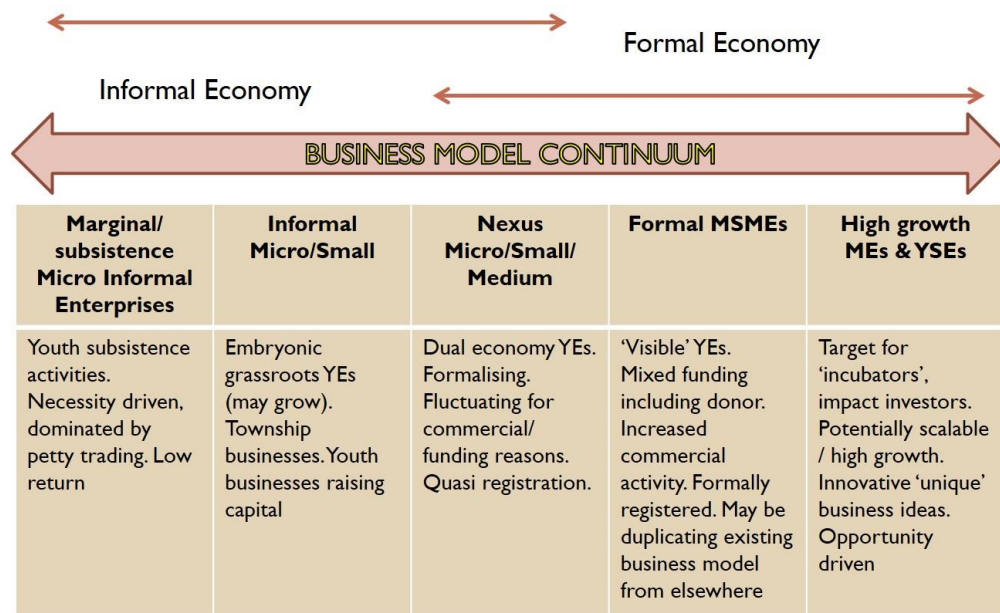 Formal Economy
Informal Economy
BUSINESS MODEL CONTINUUM
Marginal/
subsistence
Micro Informal
Enterprises
Informal
Micro/Small
Nexus
Micro/Small/
Medium
Formal MSMEs
High growth
MEs & YSEs
Youth subsistence
activities.
Necessity driven,
dominated by
petty trading. Low
return
Embryonic
grassroots YEs
(may grow).
Township
businesses. Youth
businesses raising
capital
Dual economy YEs.
Formalising.
Fluctuating for
commercial/
funding reasons.
Quasi registration.
‘Visible’ YEs.
Mixed funding
including donor.
Increased
commercial
activity. Formally
registered. May be
duplicating existing
business model
from elsewhere
Target for
‘incubators’,
impact investors.
Potentially scalable
/ high growth.
Innovative ‘unique’
business ideas.
Opportunity
driven